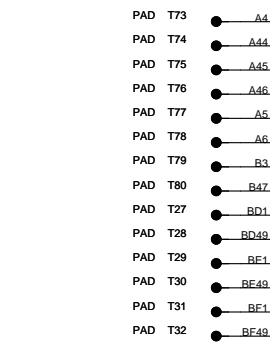 PAD T73 A4
PAD T74 A44
PAD T75 A45
PAD T76 A46
PAD T77 A5
PAD T78 A6
PAD T79 B3
PAD T80 B47
PAD T27 BD1
PAD T28 BD49
PAD T29 BE1
PAD T30 BE49
PAD T31 BF1
PAD T32 BF49